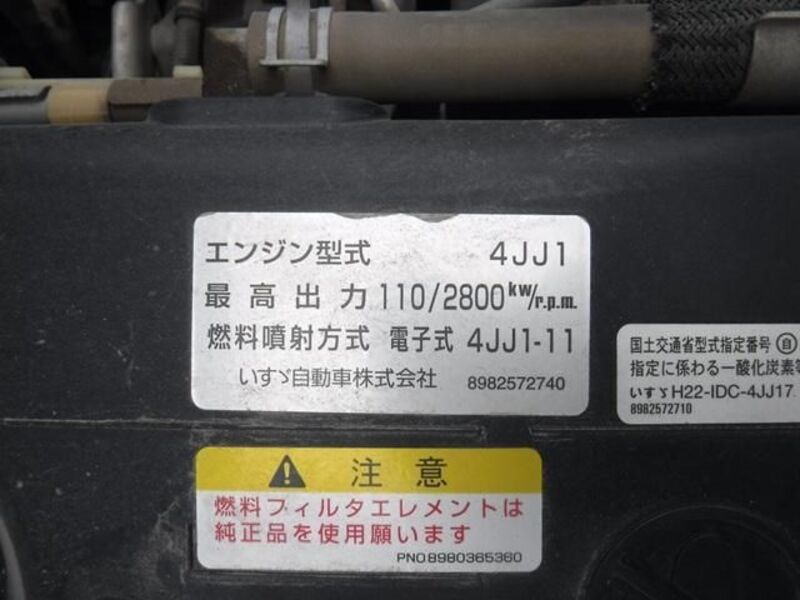 エンジン型式 4JJ1
最高出力 110/2800 kw/r.p.m.
燃料噴射方式 電子式 4JJ1-11
いすゞ自動車株式会社 8982572740
国土交通省型式指定番号 自
指定に係わる一酸化炭素等
いすゞH22-IDC-4JJ17
8982572710
注意
燃料フィルタエレメントは
純正品を使用願います
PNO8980365360